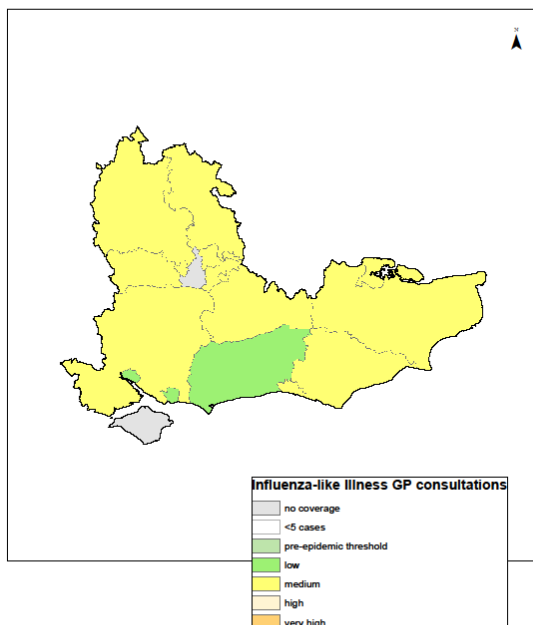 N
Influenza-like Illness GP consultations
no coverage
<5 cases
pre-epidemic threshold
low
medium
high
very high